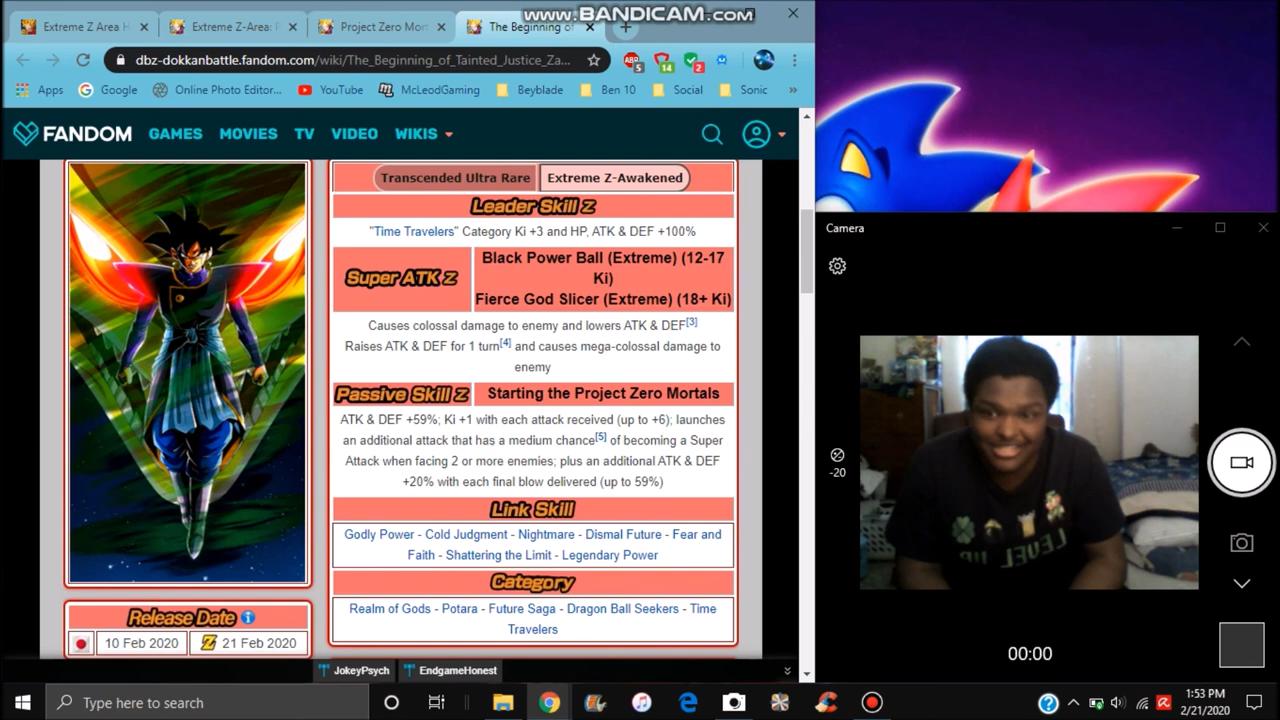 www.BANDICAM.com
Extreme Z Area H
Extreme Z-Area: P
Project Zero Mort
The Beginning of
dbz-dokkanbattle.fandom.com/wiki/The_Beginning_of_Tainted_Justice_Za...
5
14
2
Apps
Google
Online Photo Editor...
YouTube
McLeodGaming
Beyblade
Ben 10
Social
Sonic
»
FANDOM
GAMES
MOVIES
TV
VIDEO
WIKIS
Transcended Ultra Rare
Extreme Z-Awakened
Leader Skill Z
"Time Travelers" Category Ki +3 and HP, ATK & DEF +100%
Super ATK Z
Black Power Ball (Extreme) (12-17
Ki)
Fierce God Slicer (Extreme) (18+ Ki)
Causes colossal damage to enemy and lowers ATK & DEF[3]
Raises ATK & DEF for 1 turn[4] and causes mega-colossal damage to
enemy
Passive Skill Z
Starting the Project Zero Mortals
ATK & DEF +59%; Ki +1 with each attack received (up to +6); launches
an additional attack that has a medium chance[5] of becoming a Super
Attack when facing 2 or more enemies; plus an additional ATK & DEF
+20% with each final blow delivered (up to 59%)
Link Skill
Godly Power - Cold Judgment - Nightmare - Dismal Future - Fear and
Faith - Shattering the Limit - Legendary Power
Category
Realm of Gods - Potara - Future Saga - Dragon Ball Seekers - Time
Travelers
Release Date
10 Feb 2020
Z 21 Feb 2020
JokeyPsych
EndgameHonest
Camera
-20
LEVEL UP
00:00
Type here to search
1:53 PM
2/21/2020